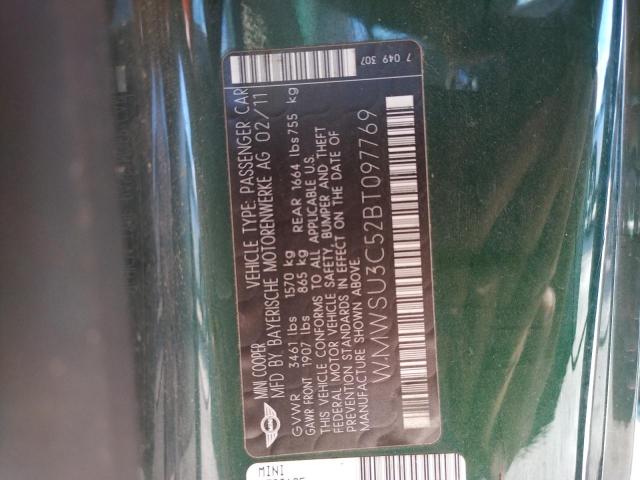 MINI COOPER
VEHICLE TYPE: PASSENGER CAR
MFD BY BAYERISCHE MOTORENWERKE AG 02/11
GVWR 3461 lbs 1570 kg
GAWR FRONT 1907 lbs 865 kg REAR 1664 lbs 755 kg
THIS VEHICLE CONFORMS TO ALL APPLICABLE U.S.
FEDERAL MOTOR VEHICLE SAFETY, BUMPER AND THEFT
PREVENTION STANDARDS IN EFFECT ON THE DATE OF
MANUFACTURE SHOWN ABOVE.
WMWSU3C52BT097769
7 049 307
MINI